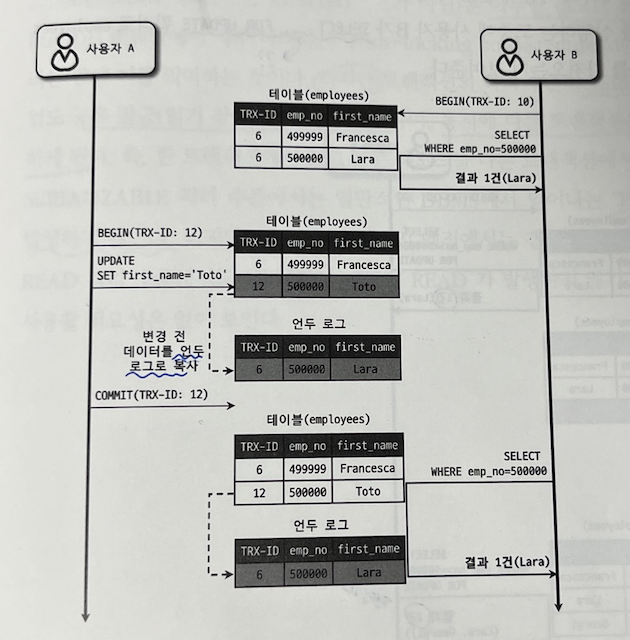 사용자 A
사용자 B
테이블(employees)
BEGIN(TRX-ID: 10)
TRX-ID emp_no first_name
6 499999 Francesca
6 500000 Lara
SELECT
WHERE emp_no=500000
결과 1건(Lara)
테이블(employees)
BEGIN(TRX-ID: 12)
TRX-ID emp_no first_name
6 499999 Francesca
12 500000 Toto
UPDATE
SET first_name='Toto'
언두 로그
변경 전
데이터를 언두
로그로 복사
TRX-ID emp_no first_name
6 500000 Lara
COMMIT(TRX-ID: 12)
테이블(employees)
TRX-ID emp_no first_name
6 499999 Francesca
12 500000 Toto
SELECT
WHERE emp_no=500000
언두 로그
TRX-ID emp_no first_name
6 500000 Lara
결과 1건(Lara)